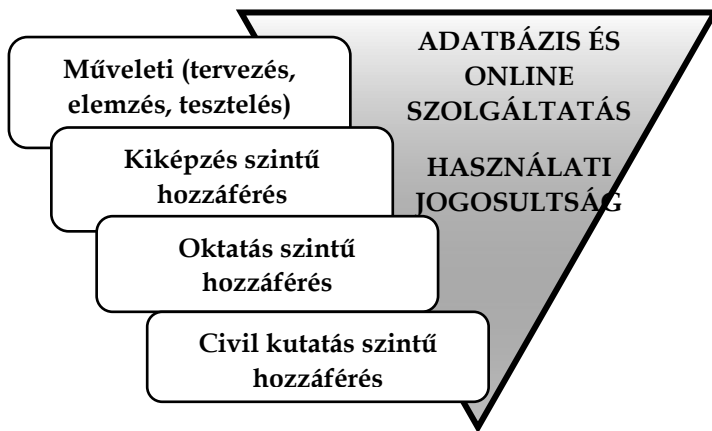 ADATBÁZIS ÉS
ONLINE
SZOLGÁLTATÁS
HASZNÁLATI
JOGOSULTSÁG
Műveleti (tervezés,
elemzés, tesztelés)
Kiképzés szintű
hozzáférés
Oktatás szintű
hozzáférés
Civil kutatás szintű
hozzáférés